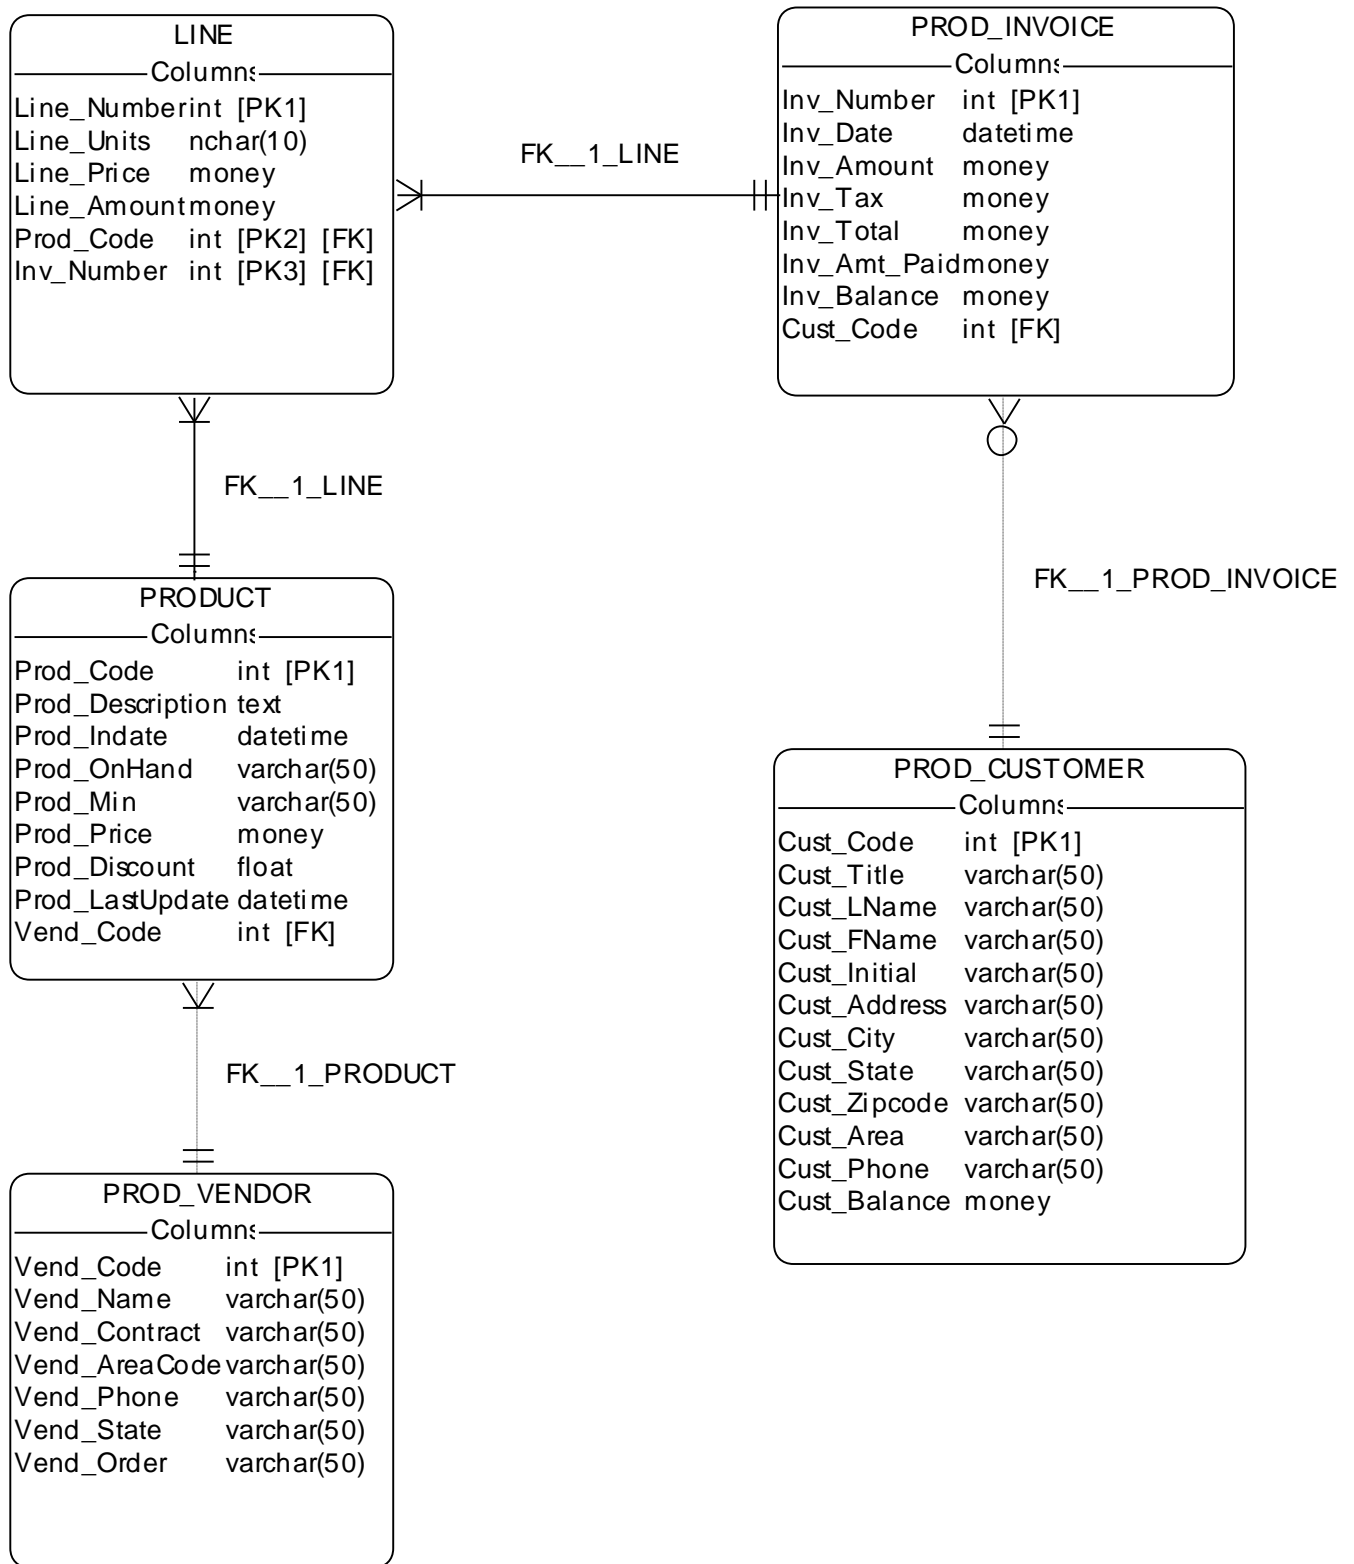 LINE
Columns
Line_Number int [PK1]
Line_Units nchar(10)
Line_Price money
Line_Amount money
Prod_Code int [PK2] [FK]
Inv_Number int [PK3] [FK]
FK__1_LINE
PROD_INVOICE
Columns
Inv_Number int [PK1]
Inv_Date datetime
Inv_Amount money
Inv_Tax money
Inv_Total money
Inv_Amt_Paid money
Inv_Balance money
Cust_Code int [FK]
FK__1_LINE
FK__1_PROD_INVOICE
PRODUCT
Columns
Prod_Code int [PK1]
Prod_Description text
Prod_Indate datetime
Prod_OnHand varchar(50)
Prod_Min varchar(50)
Prod_Price money
Prod_Discount float
Prod_LastUpdate datetime
Vend_Code int [FK]
PROD_CUSTOMER
Columns
Cust_Code int [PK1]
Cust_Title varchar(50)
Cust_LName varchar(50)
Cust_FName varchar(50)
Cust_Initial varchar(50)
Cust_Address varchar(50)
Cust_City varchar(50)
Cust_State varchar(50)
Cust_Zipcode varchar(50)
Cust_Area varchar(50)
Cust_Phone varchar(50)
Cust_Balance money
FK__1_PRODUCT
PROD_VENDOR
Columns
Vend_Code int [PK1]
Vend_Name varchar(50)
Vend_Contract varchar(50)
Vend_AreaCode varchar(50)
Vend_Phone varchar(50)
Vend_State varchar(50)
Vend_Order varchar(50)